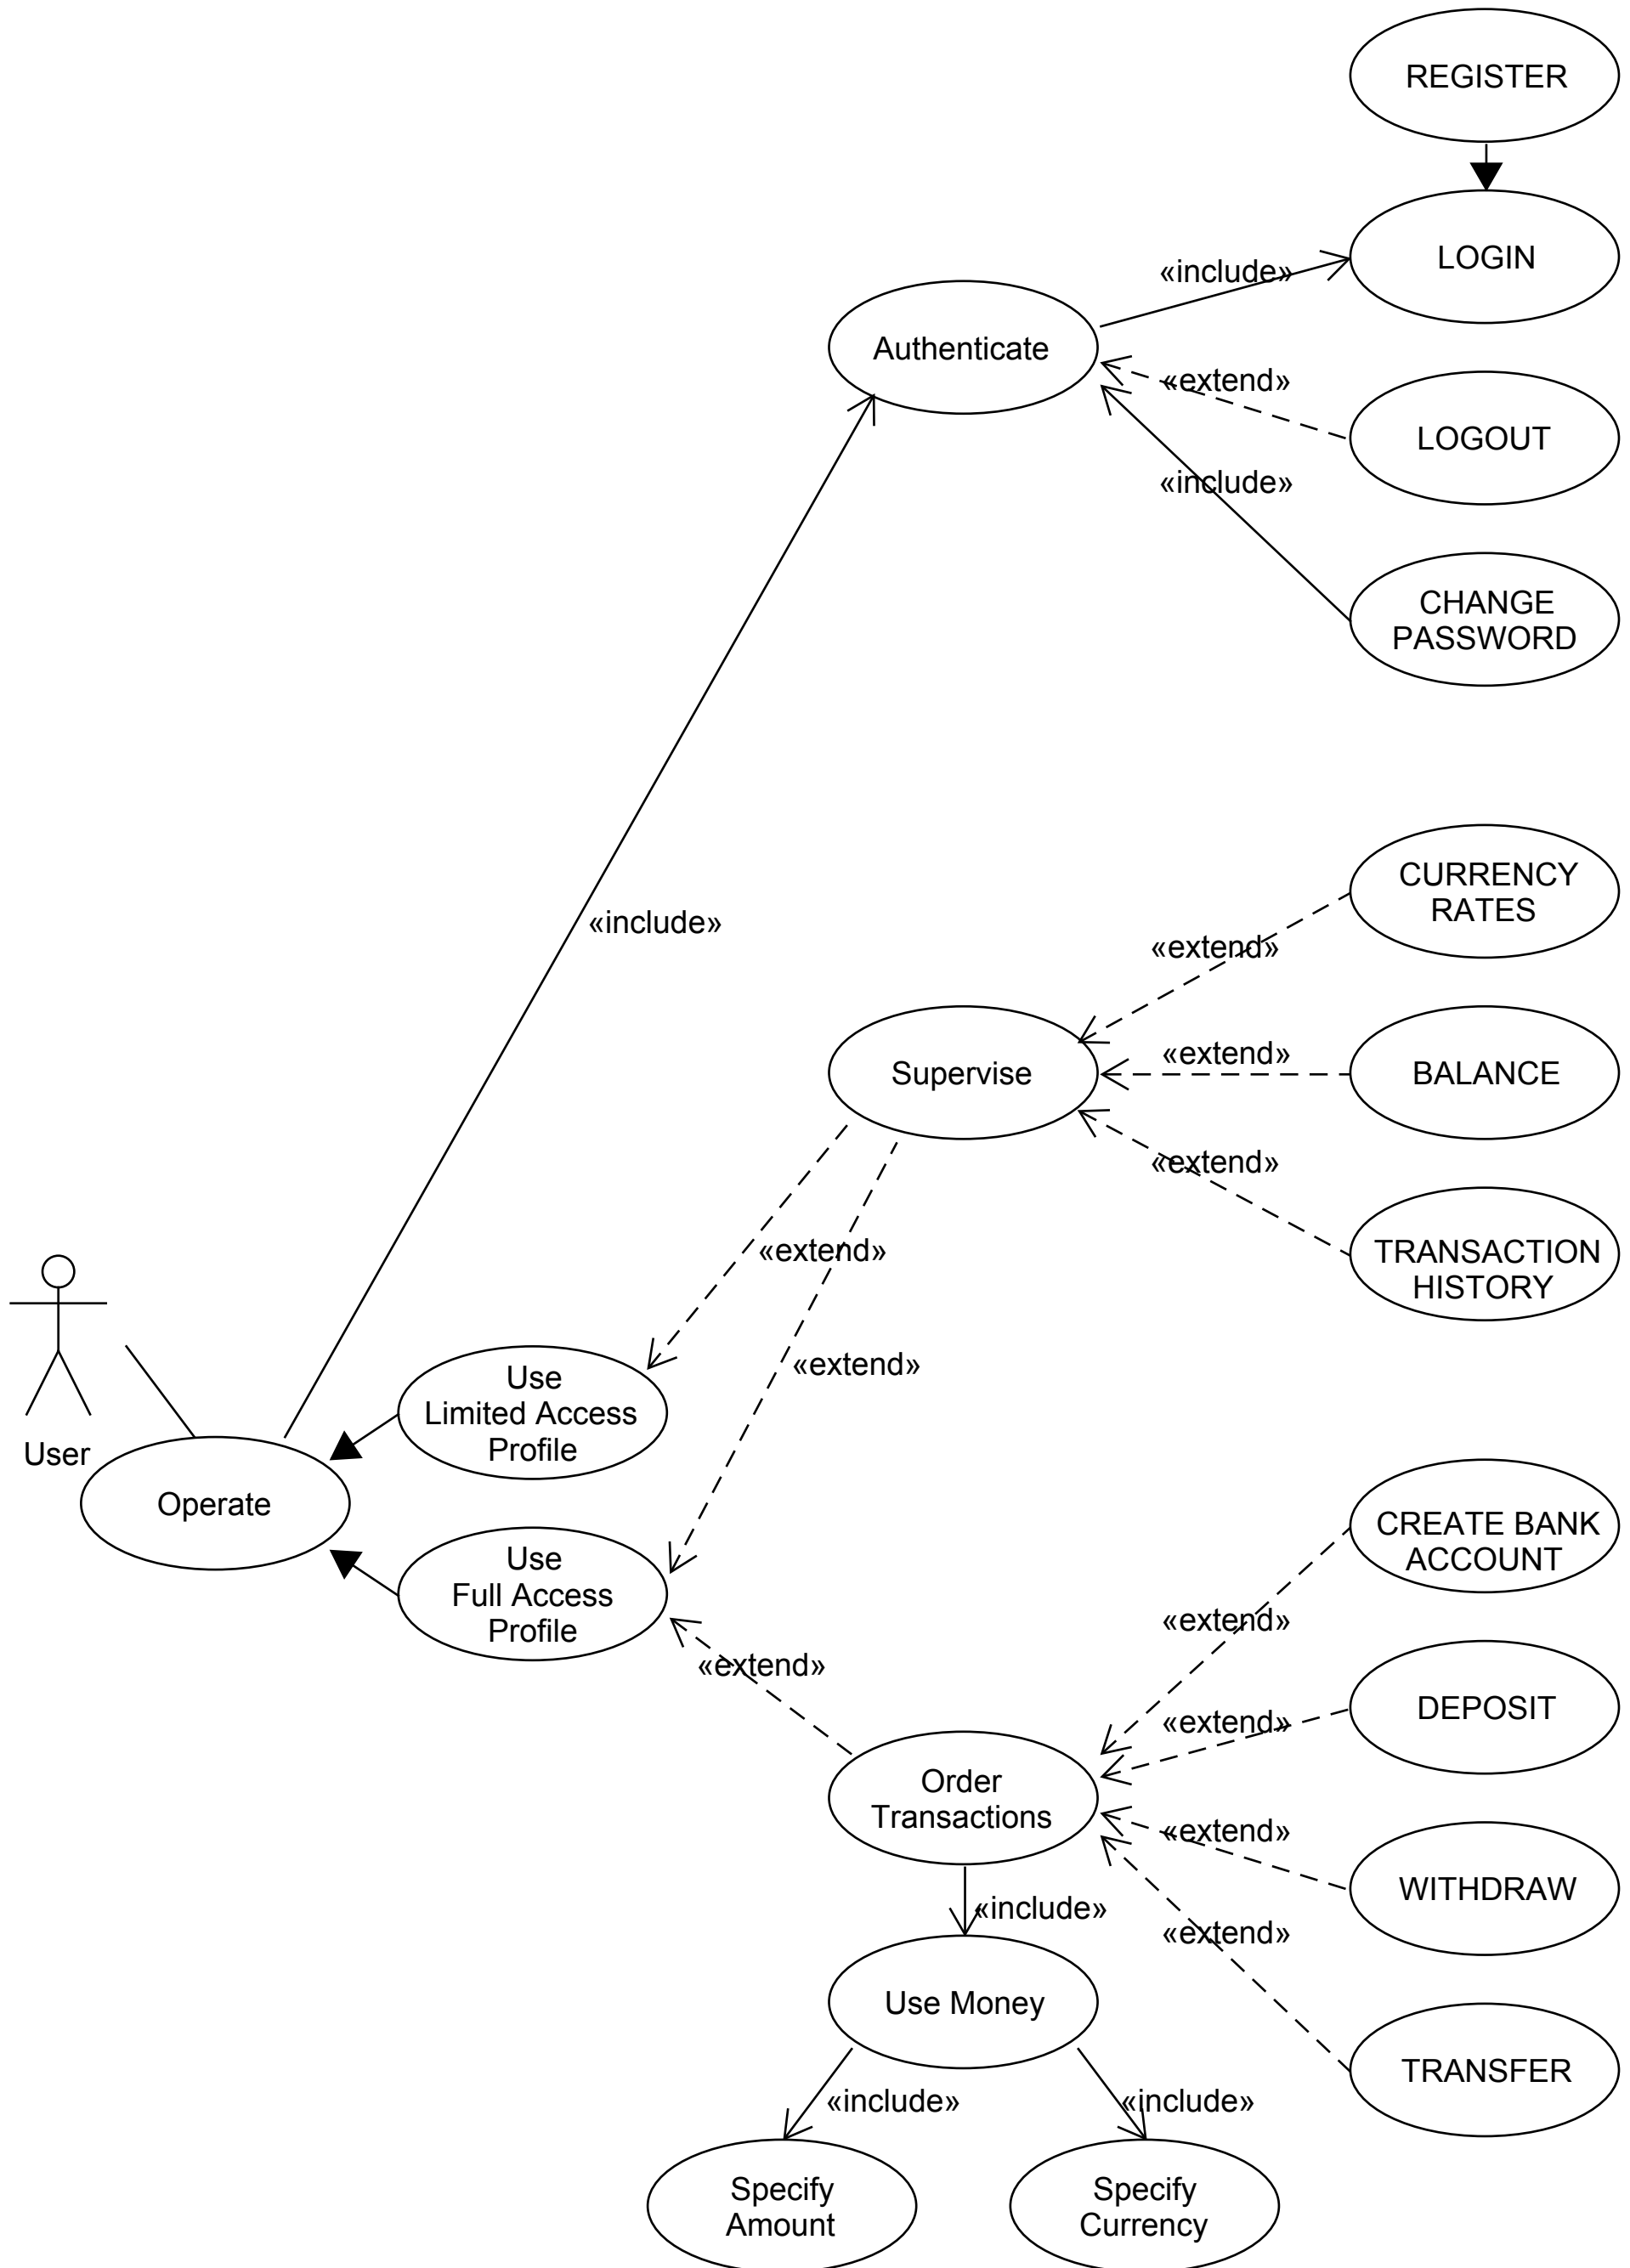 REGISTER
LOGIN
«include»
Authenticate
«extend»
LOGOUT
«include»
CHANGE
PASSWORD
CURRENCY
RATES
«include»
«extend»
Supervise
«extend»
BALANCE
«extend»
TRANSACTION
HISTORY
«extend»
«extend»
Use
Limited Access
Profile
User
Operate
Use
Full Access
Profile
CREATE BANK
ACCOUNT
«extend»
«extend»
DEPOSIT
«extend»
Order
Transactions
«extend»
WITHDRAW
«include»
«extend»
Use Money
TRANSFER
«include»
«include»
Specify
Amount
Specify
Currency